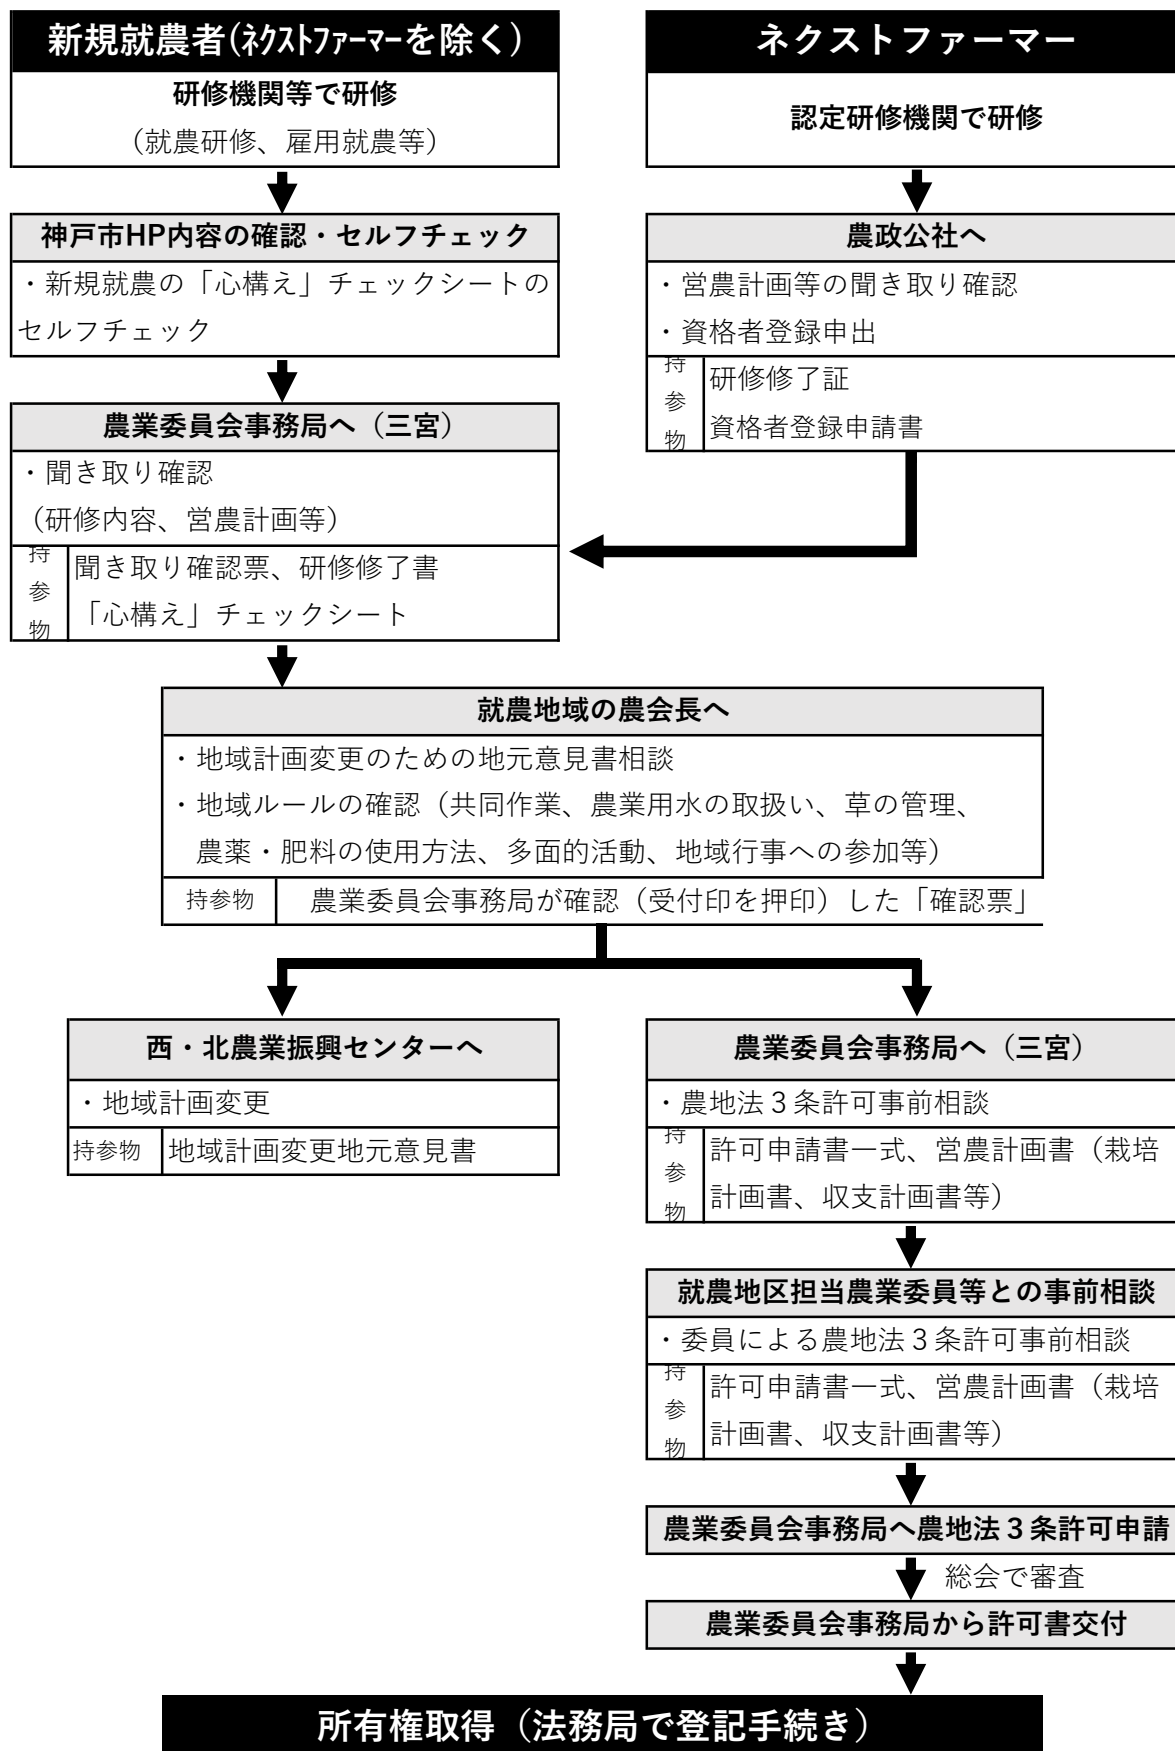 新規就農者(ﾈｸｽﾄﾌｧｰﾏｰを除く)
研修機関等で研修
（就農研修、雇用就農等）
神戸市HP内容の確認・セルフチェック
・新規就農の「心構え」チェックシートの
セルフチェック
ネクストファーマー
認定研修機関で研修
農政公社へ
・営農計画等の聞き取り確認
・資格者登録申出
持参物
研修修了証
資格者登録申請書
農業委員会事務局へ（三宮）
・聞き取り確認
（研修内容、営農計画等）
持参物
聞き取り確認票、研修修了書
「心構え」チェックシート
就農地域の農会長へ
・地域計画変更のための地元意見書相談
・地域ルールの確認（共同作業、農業用水の取扱い、草の管理、
農薬・肥料の使用方法、多面的活動、地域行事への参加等）
持参物 農業委員会事務局が確認（受付印を押印）した「確認票」
西・北農業振興センターへ
・地域計画変更
持参物 地域計画変更地元意見書
農業委員会事務局へ（三宮）
・農地法３条許可事前相談
持参物
許可申請書一式、営農計画書（栽培
計画書、収支計画書等）
就農地区担当農業委員等との事前相談
・委員による農地法３条許可事前相談
持参物
許可申請書一式、営農計画書（栽培
計画書、収支計画書等）
農業委員会事務局へ農地法３条許可申請
総会で審査
農業委員会事務局から許可書交付
所有権取得（法務局で登記手続き）